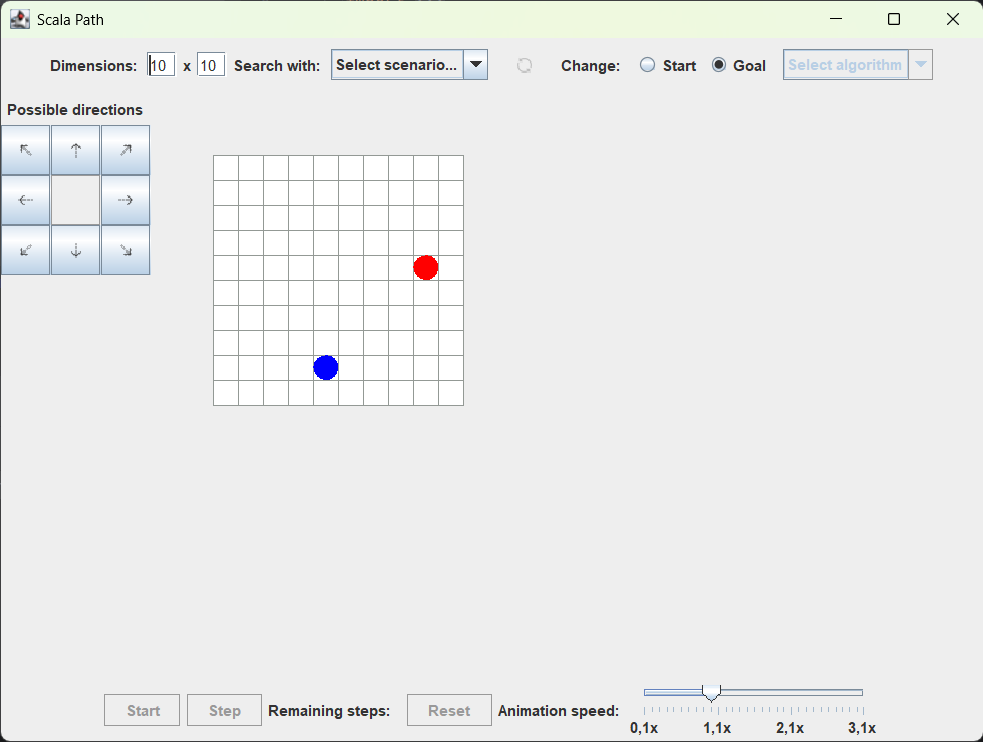 Scala Path
Dimensions: 10 x 10 Search with: Select scenario... Change: Start Goal Select algorithm
Possible directions
Start Step Remaining steps: Reset Animation speed:
0,1x 1,1x 2,1x 3,1x